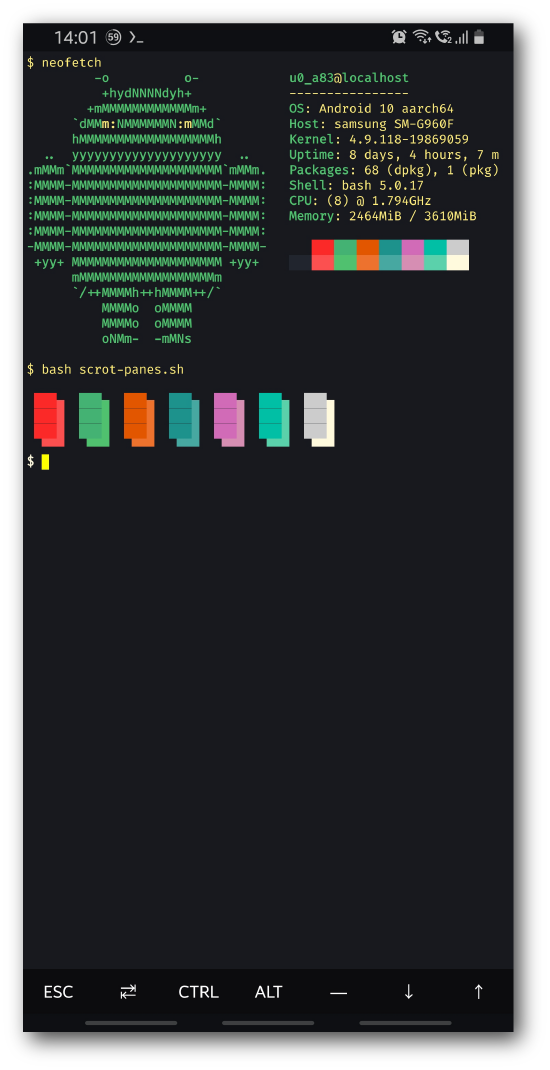 14:01 59 >_
$ neofetch
-o          o-
+hydNNNNdyh+
+mMMMMMMMMMMMMm+
`dMMm:NMMMMMMN:mMMd`
hMMMMMMMMMMMMMMMMMMh
..  yyyyyyyyyyyyyyyyyyyy  ..
.mMMm`MMMMMMMMMMMMMMMMMMMM`mMMm.
:MMMM-MMMMMMMMMMMMMMMMMMMM-MMMM:
:MMMM-MMMMMMMMMMMMMMMMMMMM-MMMM:
:MMMM-MMMMMMMMMMMMMMMMMMMM-MMMM:
:MMMM-MMMMMMMMMMMMMMMMMMMM-MMMM:
-MMMM-MMMMMMMMMMMMMMMMMMMM-MMMM-
+yy+ MMMMMMMMMMMMMMMMMMMM +yy+
mMMMMMMMMMMMMMMMMMMm
`/++MMMMh++hMMMM++/`
MMMMo  oMMMM
MMMMo  oMMMM
oNMm-  -mMNs
u0_a83@localhost
----------------
OS: Android 10 aarch64
Host: samsung SM-G960F
Kernel: 4.9.118-19869059
Uptime: 8 days, 4 hours, 7 m
Packages: 68 (dpkg), 1 (pkg)
Shell: bash 5.0.17
CPU: (8) @ 1.794GHz
Memory: 2464MiB / 3610MiB
$ bash scrot-panes.sh
$
ESC ⇄ CTRL ALT — ↓ ↑